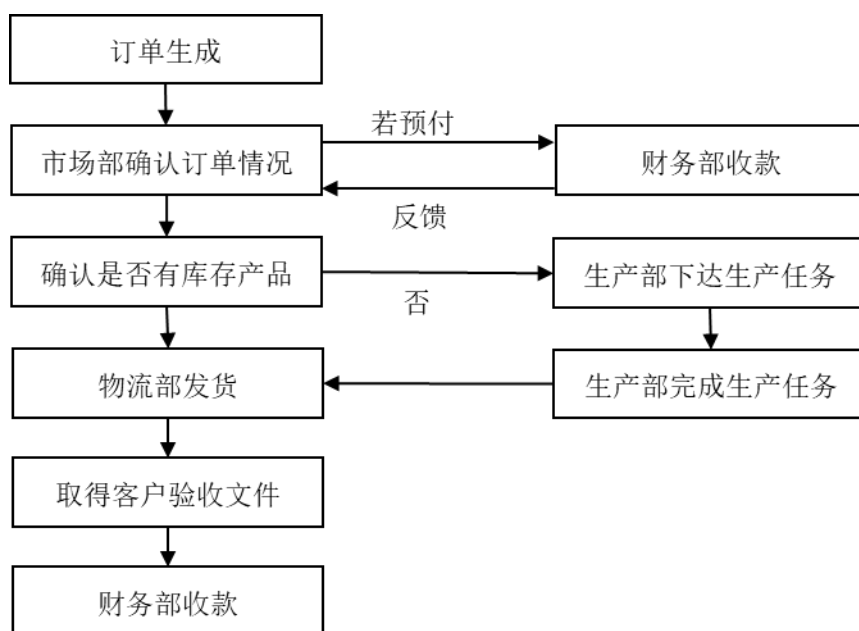 订单生成
若预付
市场部确认订单情况
财务部收款
反馈
确认是否有库存产品
生产部下达生产任务
否
物流部发货
生产部完成生产任务
取得客户验收文件
财务部收款